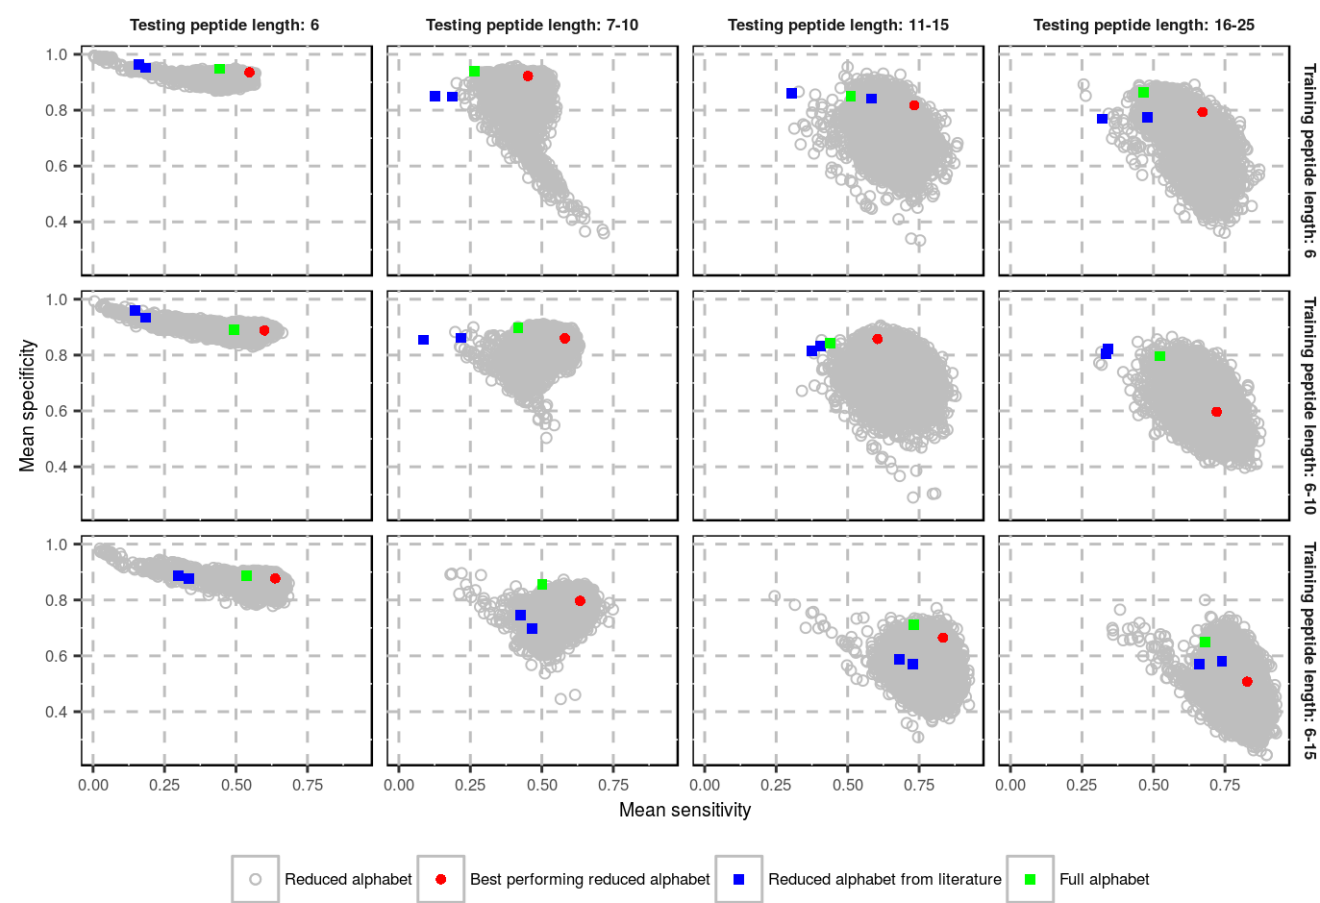 Testing peptide length: 6
Testing peptide length: 7-10
Testing peptide length: 11-15
Testing peptide length: 16-25
1.0
0.8
0.6
0.4
Training peptide length: 6
1.0
0.8
0.6
0.4
Training peptide length: 6-10
1.0
0.8
0.6
0.4
Training peptide length: 6-15
Mean specificity
0.00 0.25 0.50 0.75 0.00 0.25 0.50 0.75 0.00 0.25 0.50 0.75 0.00 0.25 0.50 0.75
Mean sensitivity
Reduced alphabet
Best performing reduced alphabet
Reduced alphabet from literature
Full alphabet